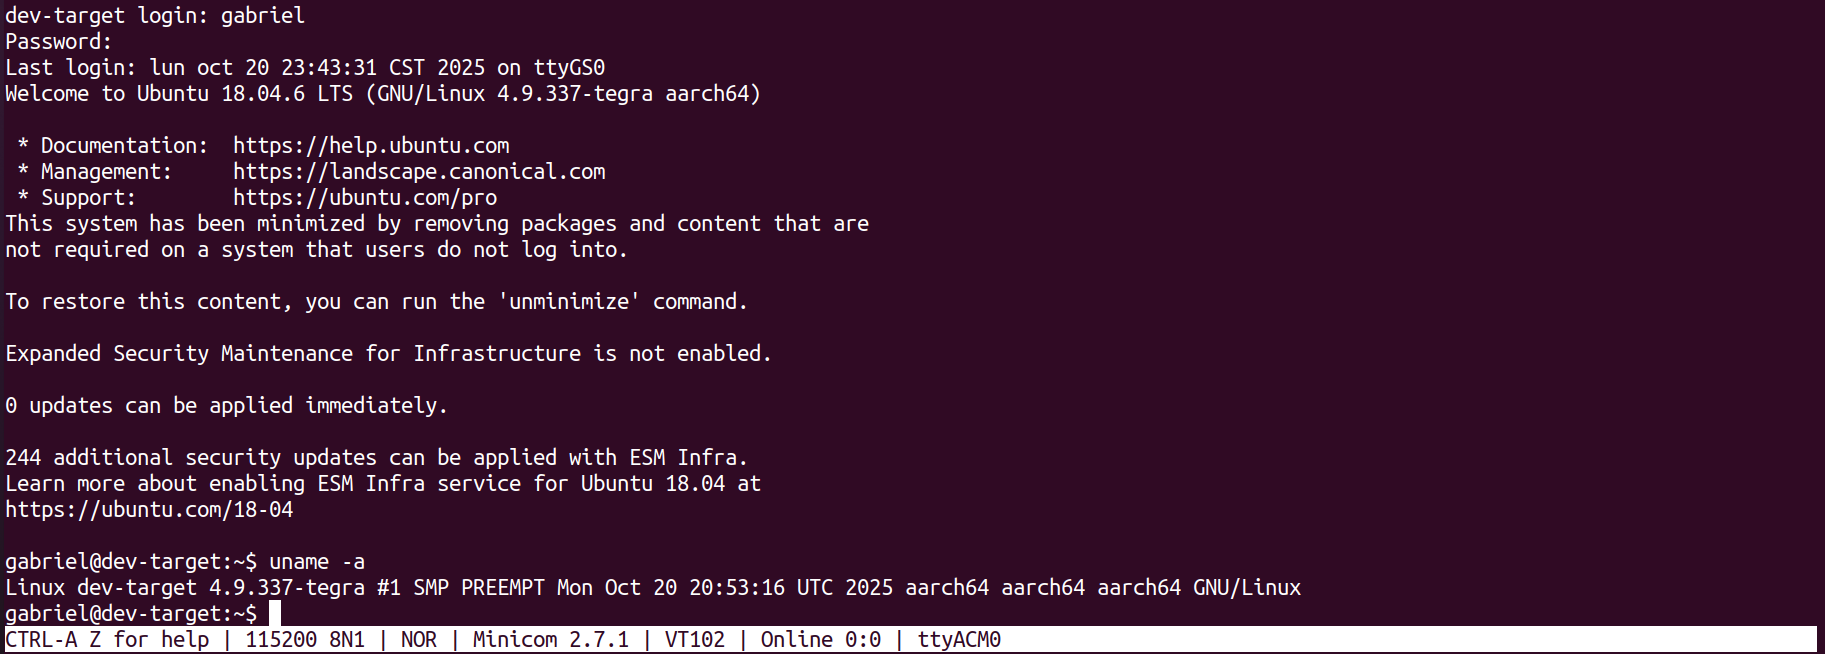 dev-target login: gabriel
Password:
Last login: lun oct 20 23:43:31 CST 2025 on ttyGS0
Welcome to Ubuntu 18.04.6 LTS (GNU/Linux 4.9.337-tegra aarch64)
* Documentation:  https://help.ubuntu.com
* Management:     https://landscape.canonical.com
* Support:        https://ubuntu.com/pro
This system has been minimized by removing packages and content that are
not required on a system that users do not log into.
To restore this content, you can run the 'unminimize' command.
Expanded Security Maintenance for Infrastructure is not enabled.
0 updates can be applied immediately.
244 additional security updates can be applied with ESM Infra.
Learn more about enabling ESM Infra service for Ubuntu 18.04 at
https://ubuntu.com/18-04
gabriel@dev-target:~$ uname -a
Linux dev-target 4.9.337-tegra #1 SMP PREEMPT Mon Oct 20 20:53:16 UTC 2025 aarch64 aarch64 aarch64 GNU/Linux
gabriel@dev-target:~$
CTRL-A Z for help | 115200 8N1 | NOR | Minicom 2.7.1 | VT102 | Online 0:0 | ttyACM0